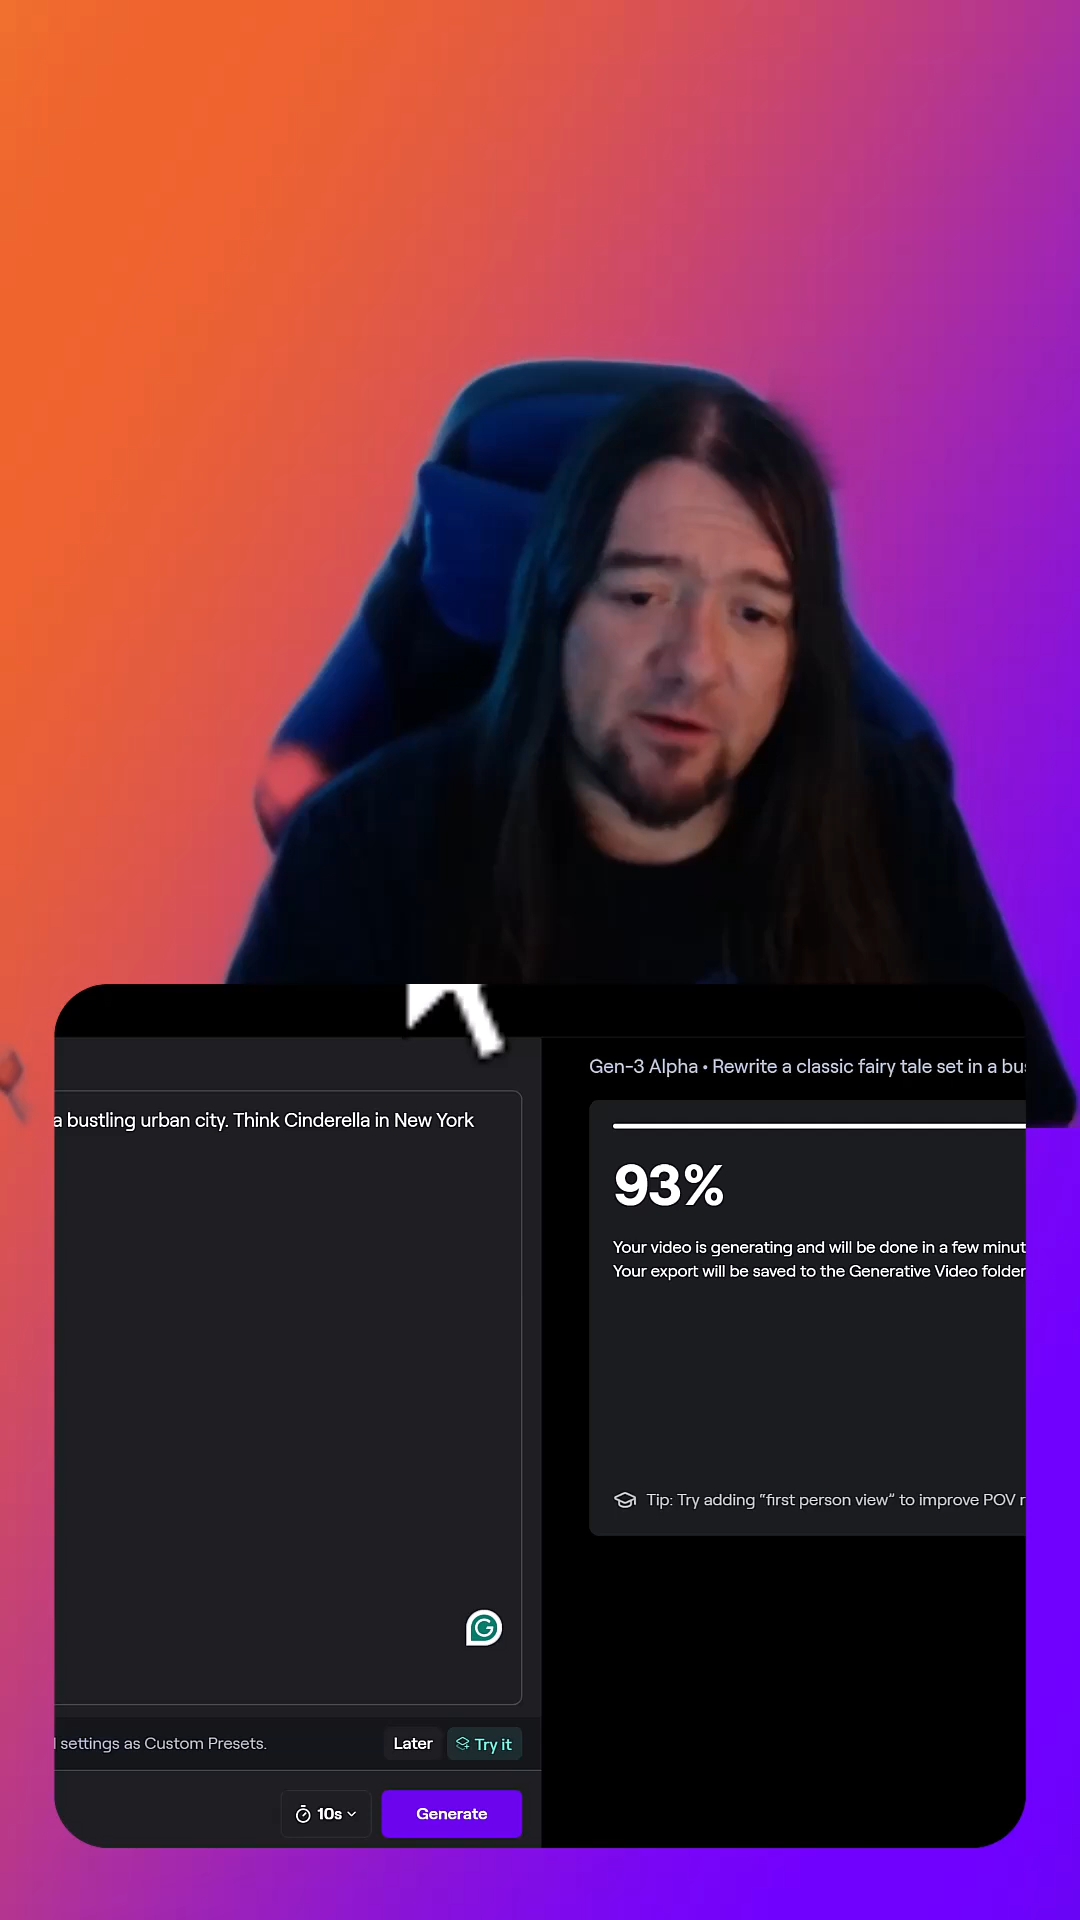 a bustling urban city. Think Cinderella in New York
settings as Custom Presets.
Later
Try it
10s
Generate
Gen-3 Alpha • Rewrite a classic fairy tale set in a bu
93%
Your video is generating and will be done in a few minut
Your export will be saved to the Generative Video folder
Tip: Try adding “first person view” to improve POV r